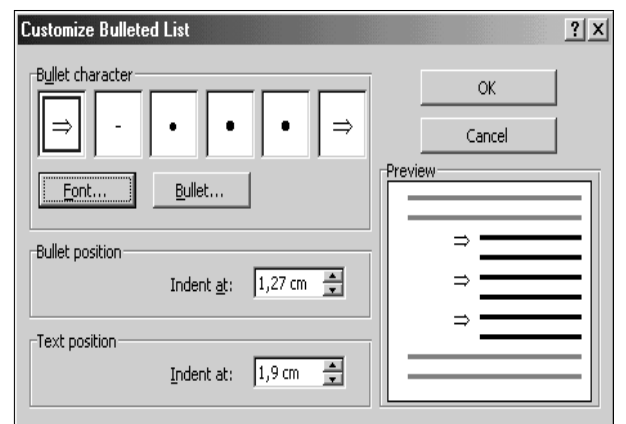 Customize Bulleted List
Bullet character
⇒ - • • • ⇒
Font... Bullet...
OK
Cancel
Bullet position
Indent at: 1,27 cm
Text position
Indent at: 1,9 cm
Preview
⇒
⇒
⇒